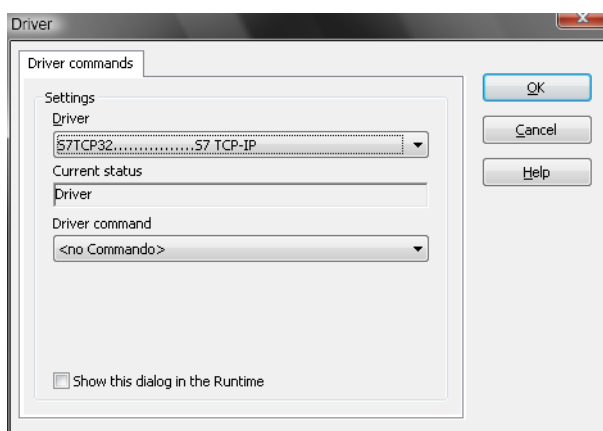 Driver
Driver commands
Settings
Driver
S7TCP32................S7 TCP-IP
Current status
Driver
Driver command
<no Commando>
Show this dialog in the Runtime
OK
Cancel
Help